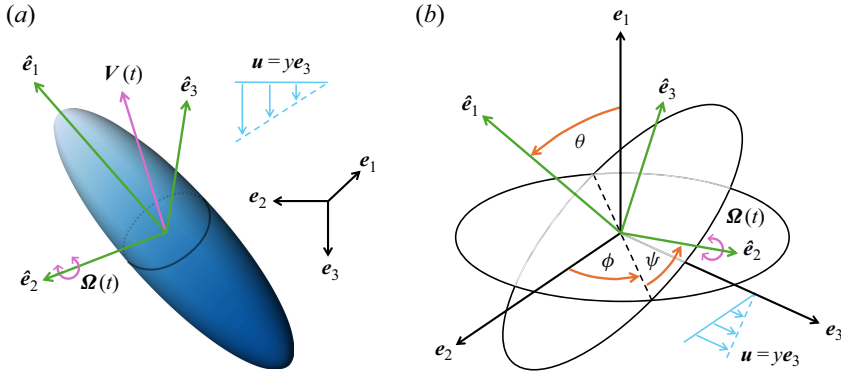 (a)
ê₁
V(t)
ê₃
u = ye₃
e₁
e₂
e₃
ê₂
Ω(t)
(b)
e₁
ê₁
ê₃
θ
Ω(t)
ê₂
ϕ
ψ
e₂
e₃
u = ye₃